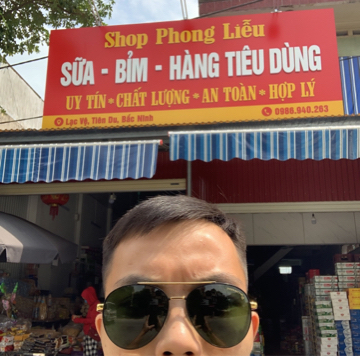 Shop Phong Liễu
SỮA - BỈM - HÀNG TIÊU DÙNG
UY TÍN * CHẤT LƯỢNG * AN TOÀN * HỢP LÝ
Lạc Vệ, Tiên Du, Bắc Ninh
0986.940.263